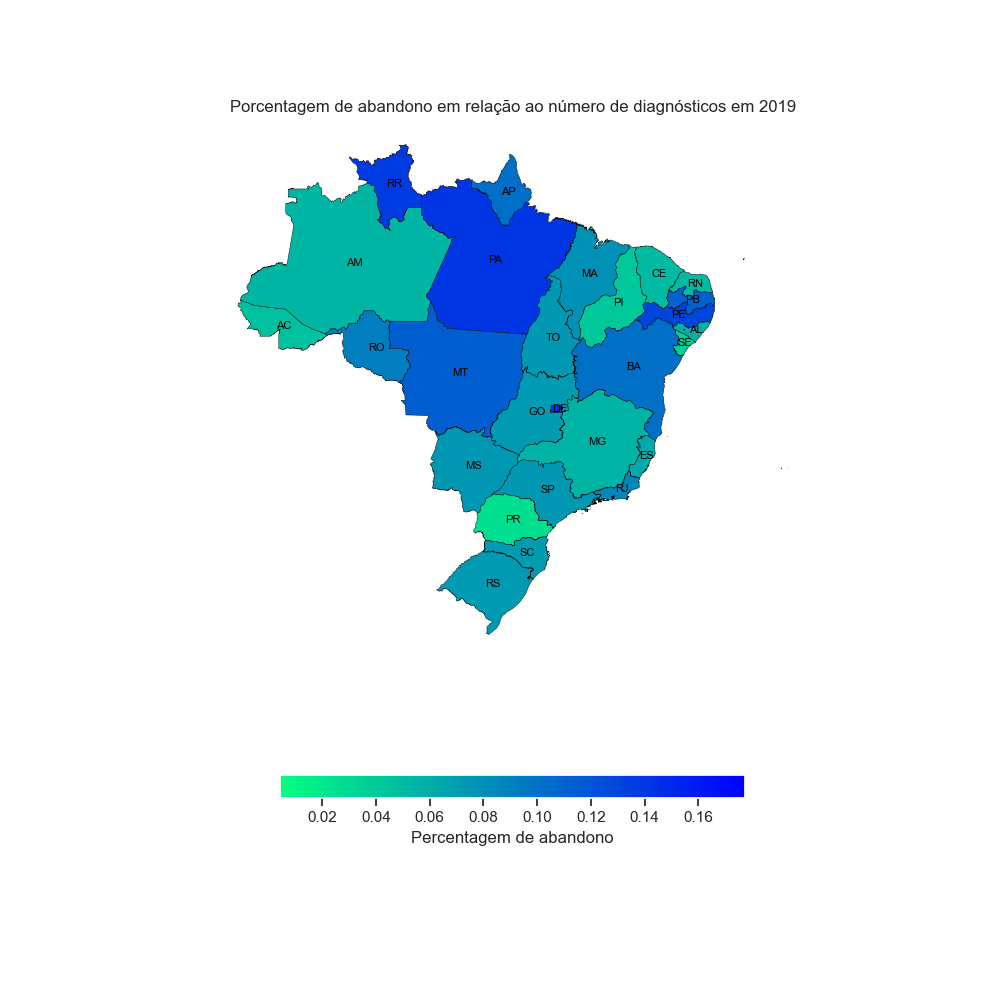 Porcentagem de abandono em relação ao número de diagnósticos em 2019
RR
AP
AM
PA
MA
CE
RN
PI
PB
PE
AC
AL
TO
RO
SE
BA
MT
DF
GO
MG
ES
MS
SP
RJ
PR
SC
RS
0.02 0.04 0.06 0.08 0.10 0.12 0.14 0.16
Percentagem de abandono